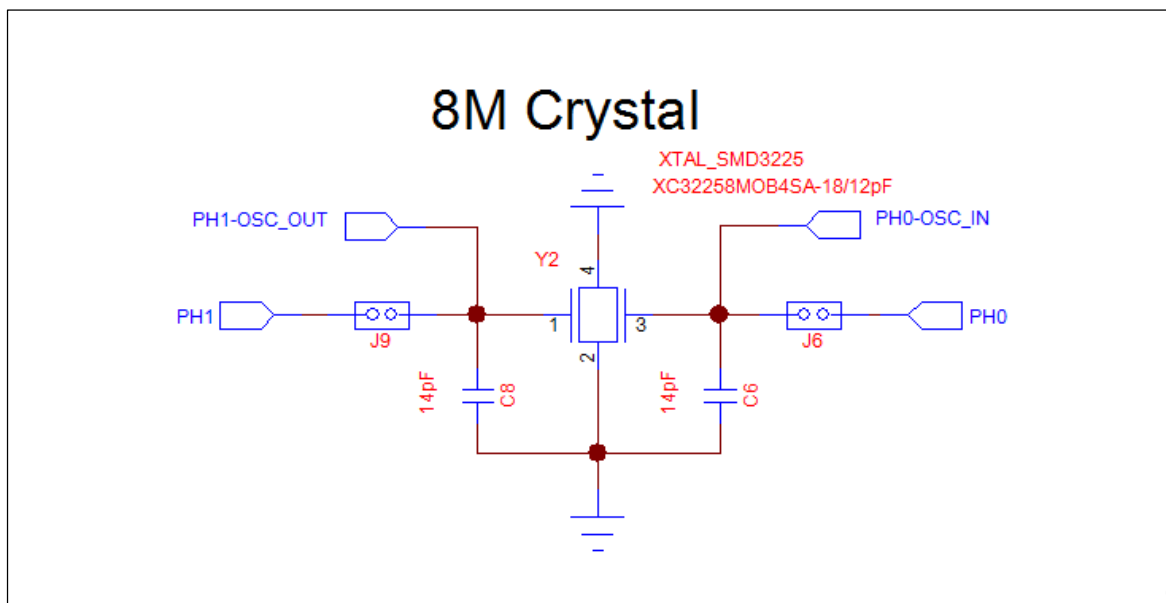 8M Crystal
XTAL_SMD3225
XC32258MOB4SA-18/12pF
PH1-OSC_OUT
PH0-OSC_IN
Y2
4
PH1
J9
1
3
J6
PH0
2
14pF
C8
14pF
C6